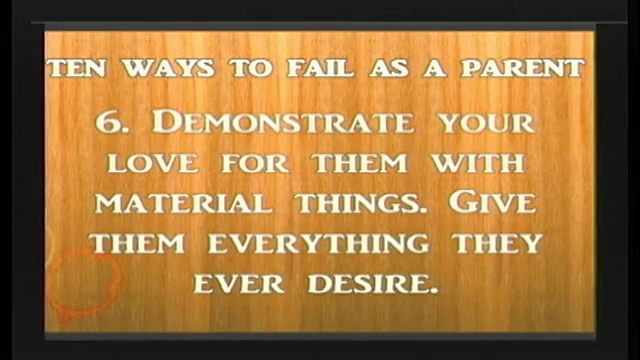 TEN WAYS TO FAIL AS A PARENT
6. DEMONSTRATE YOUR
LOVE FOR THEM WITH
MATERIAL THINGS. GIVE
THEM EVERYTHING THEY
EVER DESIRE.